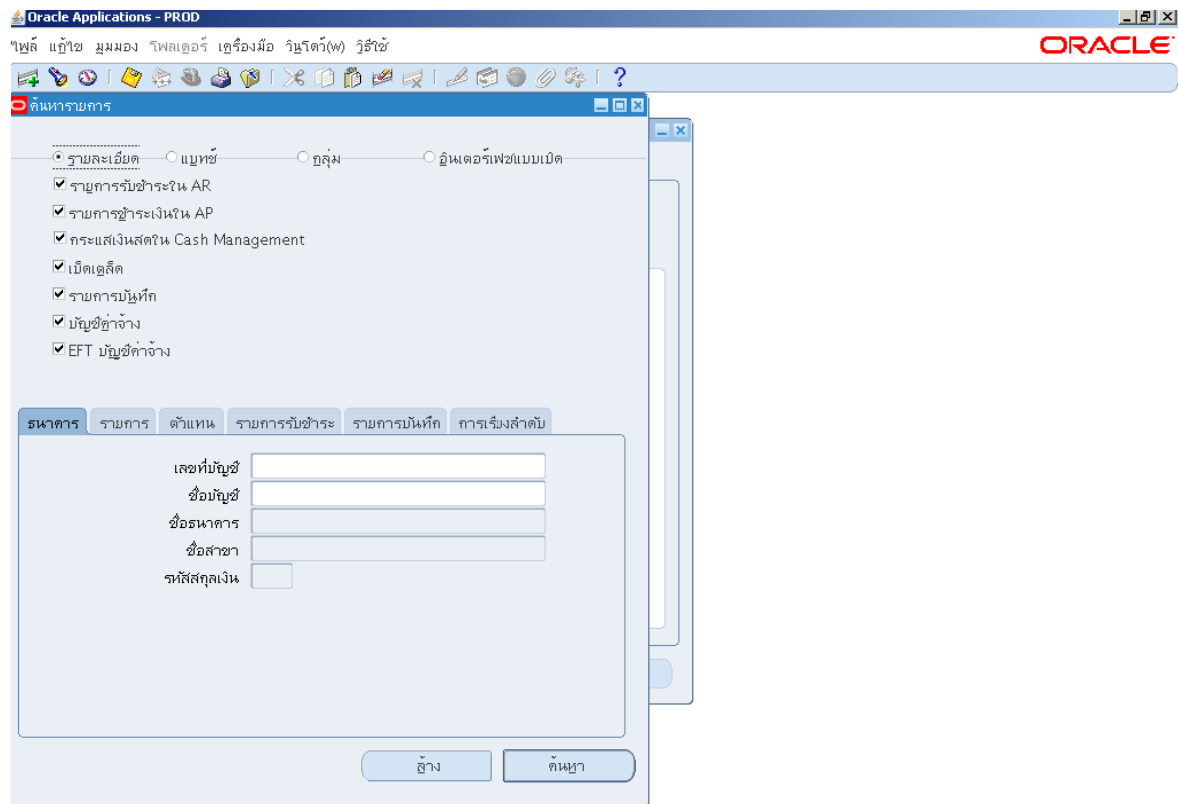 Oracle Applications - PROD
ไฟล์ แก้ไข มุมมอง โฟลเดอร์ เครื่องมือ วินโดว์(w) วิธีใช้
ORACLE
ค้นหารายการ
รายละเอียด แบทช์ กลุ่ม อินเตอร์เฟซแบบเปิด
รายการรับชำระใน AR
รายการชำระเงินใน AP
กระแสเงินสดใน Cash Management
เบ็ดเตล็ด
รายการบันทึก
บัญชีค่าจ้าง
EFT บัญชีค่าจ้าง
ธนาคาร รายการ ตัวแทน รายการรับชำระ รายการบันทึก การเรียงลำดับ
เลขที่บัญชี
ชื่อบัญชี
ชื่อธนาคาร
ชื่อสาขา
รหัสสกุลเงิน
ล้าง ค้นหา